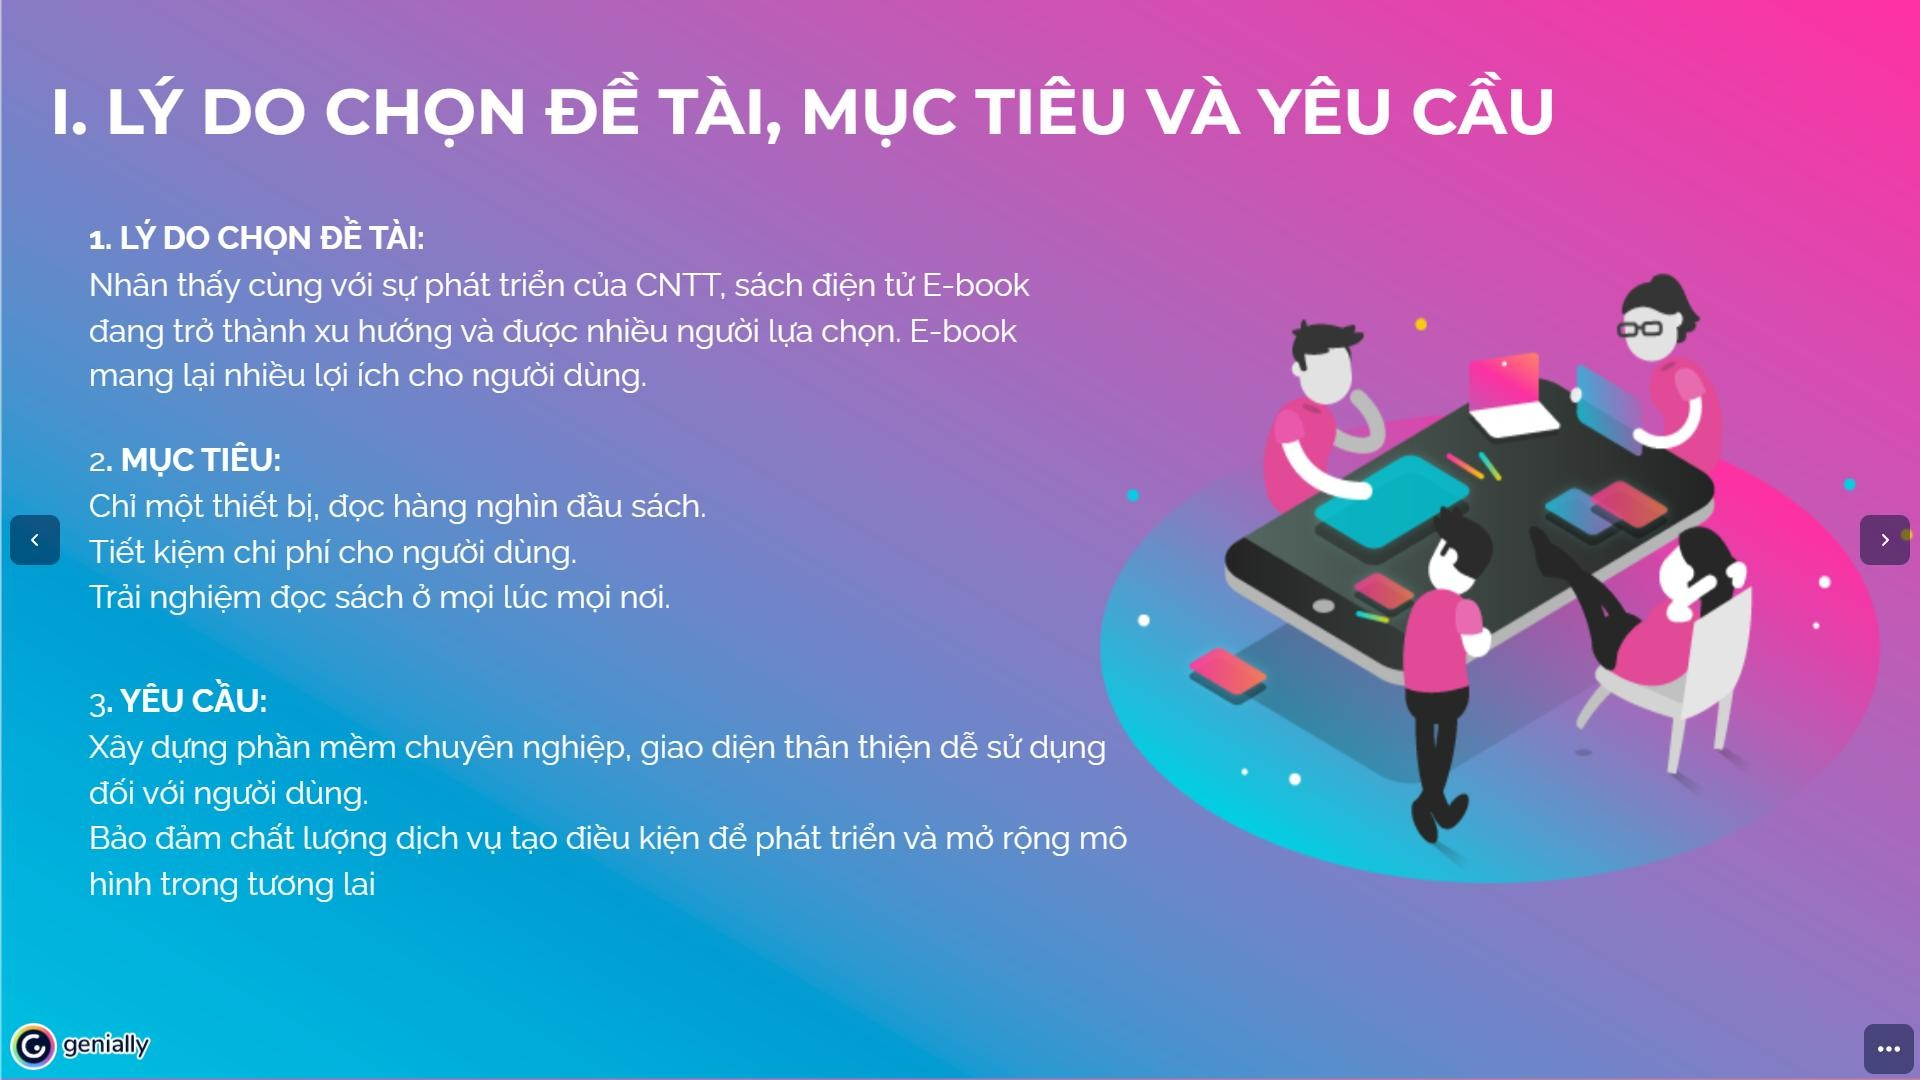 I. LÝ DO CHỌN ĐỀ TÀI, MỤC TIÊU VÀ YÊU CẦU
1. LÝ DO CHỌN ĐỀ TÀI:
Nhân thấy cùng với sự phát triển của CNTT, sách điện tử E-book
đang trở thành xu hướng và được nhiều người lựa chọn. E-book
mang lại nhiều lợi ích cho người dùng.
2. MỤC TIÊU:
Chỉ một thiết bị, đọc hàng nghìn đầu sách.
Tiết kiệm chi phí cho người dùng.
Trải nghiệm đọc sách ở mọi lúc mọi nơi.
3. YÊU CẦU:
Xây dựng phần mềm chuyên nghiệp, giao diện thân thiện dễ sử dụng
đối với người dùng.
Bảo đảm chất lượng dịch vụ tạo điều kiện để phát triển và mở rộng mô
hình trong tương lai
genially